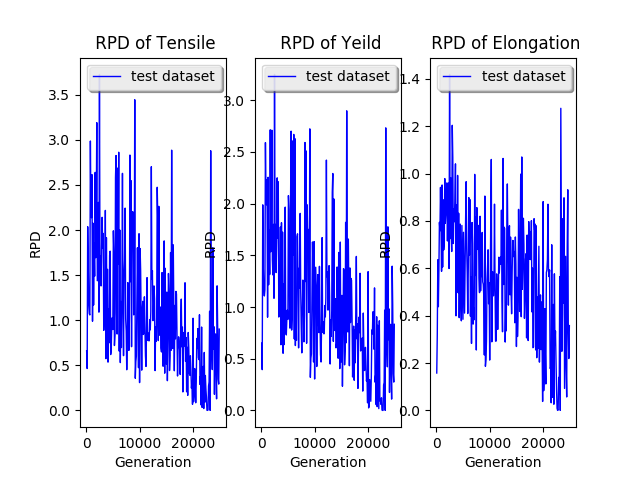 RPD of Tensile
RPD of Yeild
RPD of Elongation
test dataset
test dataset
test dataset
3.5
3.0
2.5
2.0
1.5
1.0
0.5
0.0
RPD
0
10000
20000
Generation
3.0
2.5
2.0
1.5
1.0
0.5
0.0
RPD
0
10000
20000
Generation
1.4
1.2
1.0
0.8
0.6
0.4
0.2
0.0
RPD
0
10000
20000
Generation